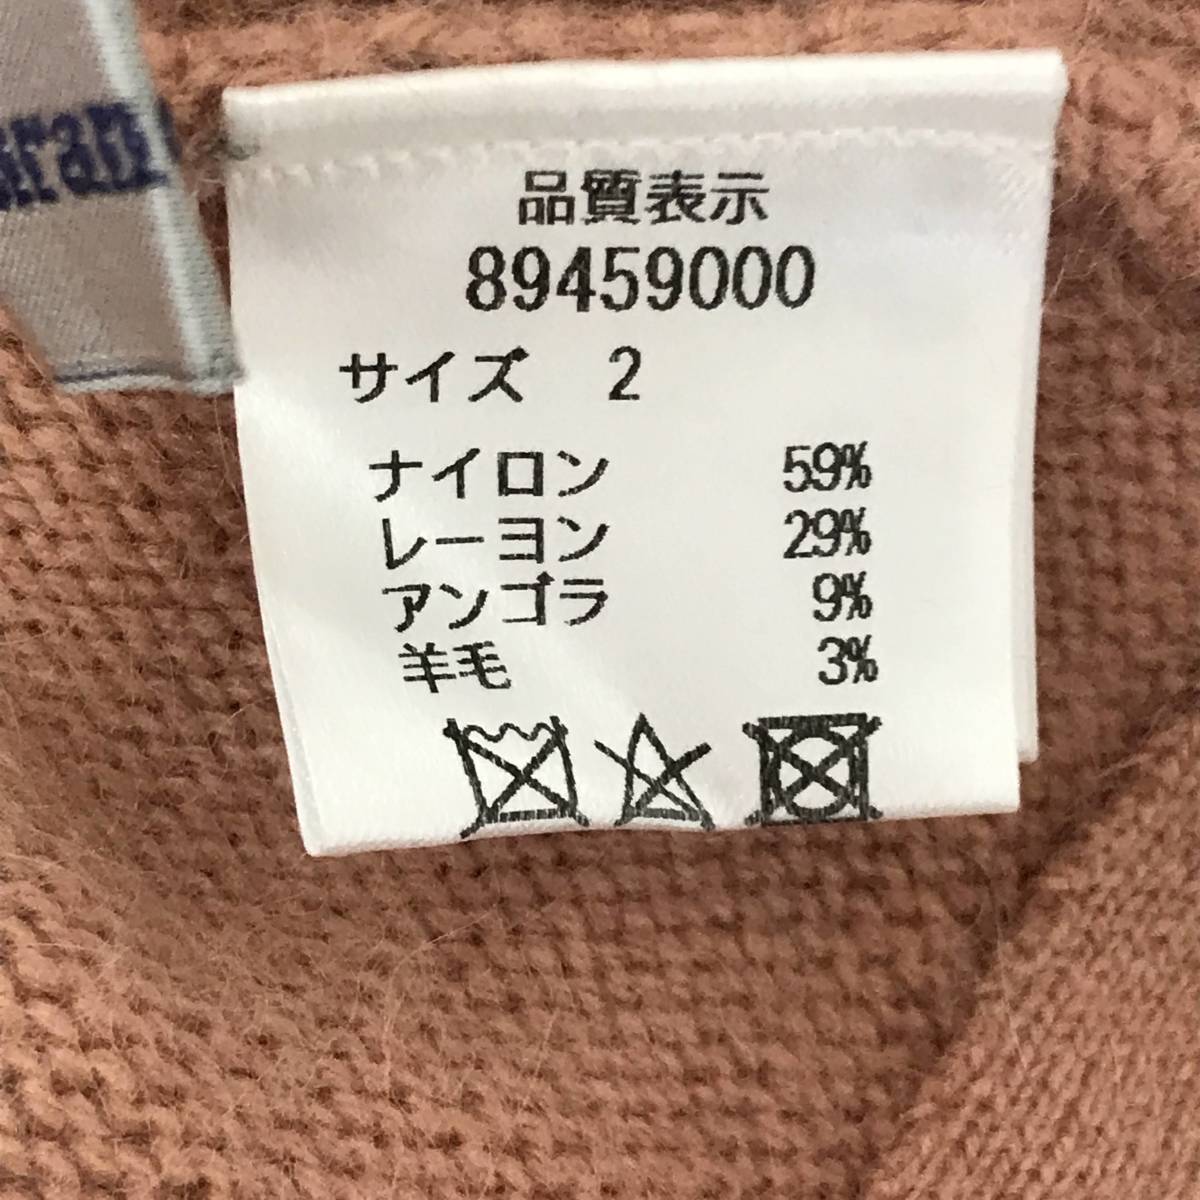 品質表示
89459000
サイズ 2
ナイロン 59%
レーヨン 29%
アンゴラ 9%
羊毛 3%